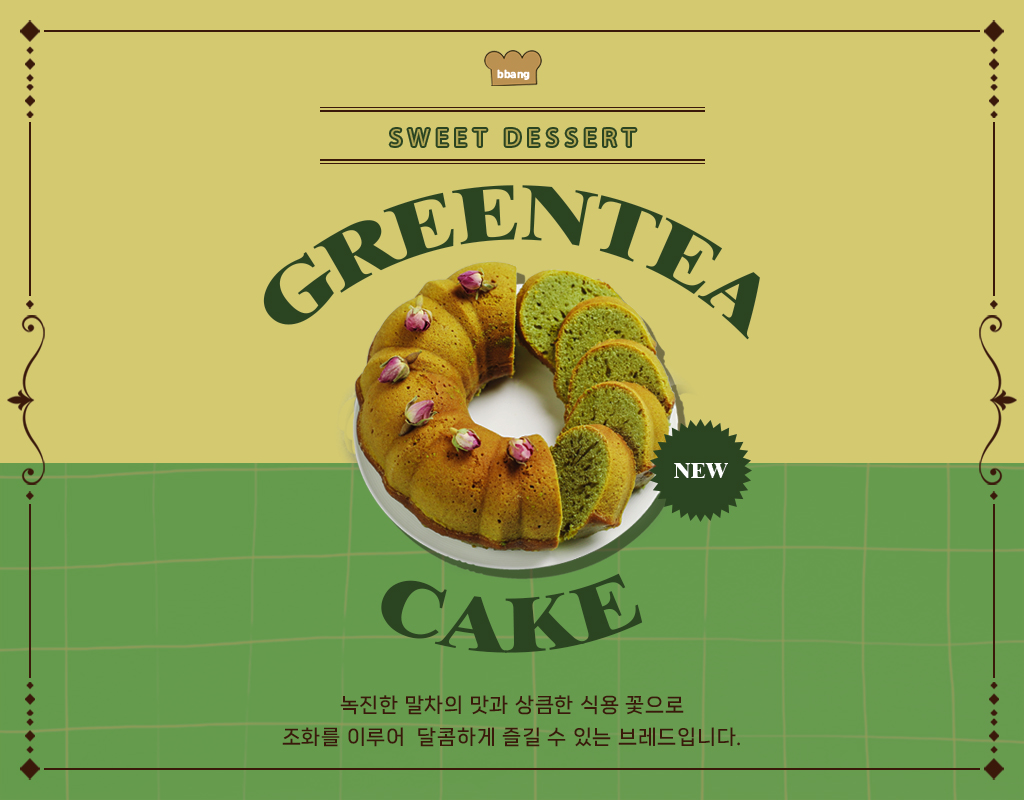 bbang
SWEET DESSERT
GREENTEA
NEW
CAKE
녹진한 말차의 맛과 상큼한 식용 꽃으로
조화를 이루어 달콤하게 즐길 수 있는 브레드입니다.